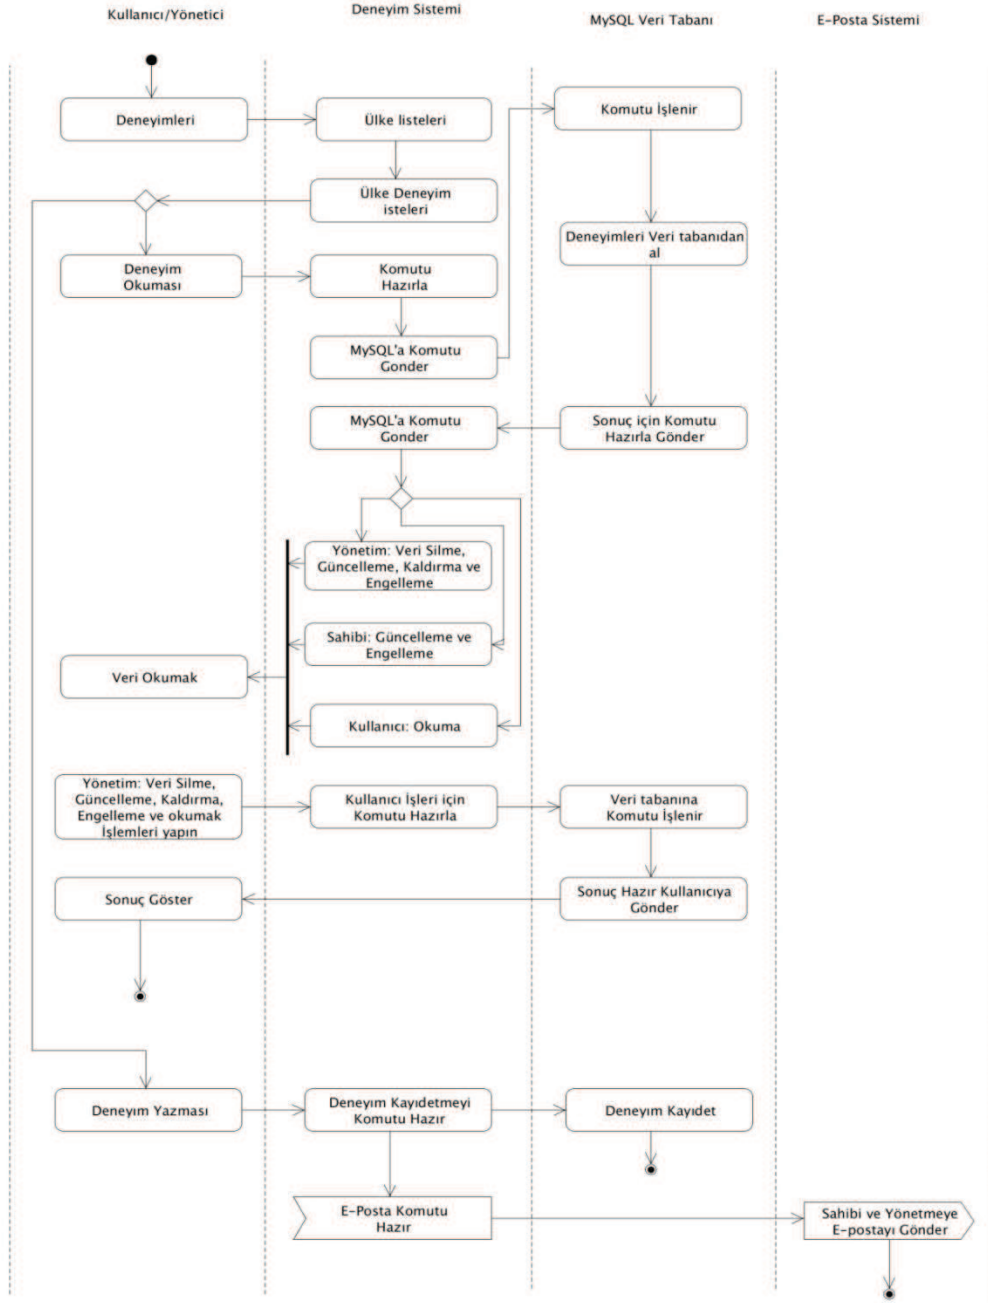 Kullanıcı/Yönetici
Deneyim Sistemi
MySQL Veri Tabanı
E-Posta Sistemi
Deneyimleri
Ülke listeleri
Komutu İşlenir
Ülke Deneyim
isteleri
Deneyimleri Veri tabanıdan
al
Deneyim
Okuması
Komutu
Hazırla
MySQL'a Komutu
Gonder
MySQL'a Komutu
Gonder
Sonuç için Komutu
Hazırla Gönder
Yönetim: Veri Silme,
Güncelleme, Kaldırma ve
Engelleme
Sahibi: Güncelleme ve
Engelleme
Veri Okumak
Kullanıcı: Okuma
Yönetim: Veri Silme,
Güncelleme, Kaldırma,
Engelleme ve okumak
İşlemleri yapın
Kullanıcı İşleri için
Komutu Hazırla
Veri tabanına
Komutu İşlenir
Sonuç Göster
Sonuç Hazır Kullanıcıya
Gönder
Deneyim Yazması
Deneyim Kayıdetmeyi
Komutu Hazır
Deneyim Kayıdet
E-Posta Komutu
Hazır
Sahibi ve Yönetmeye
E-postayı Gönder